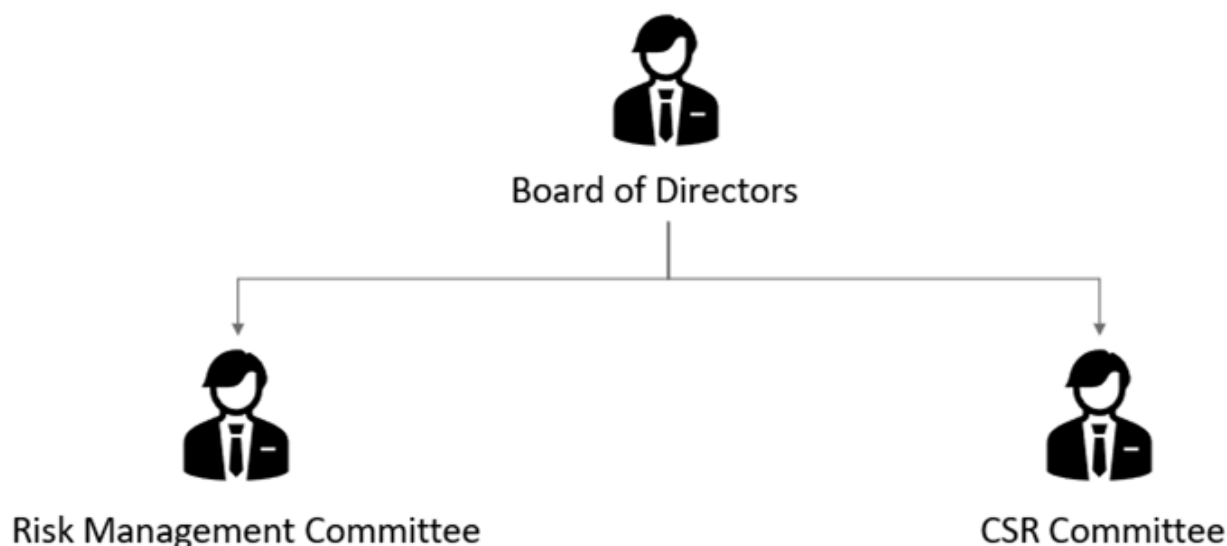 Board of Directors
Risk Management Committee
CSR Committee